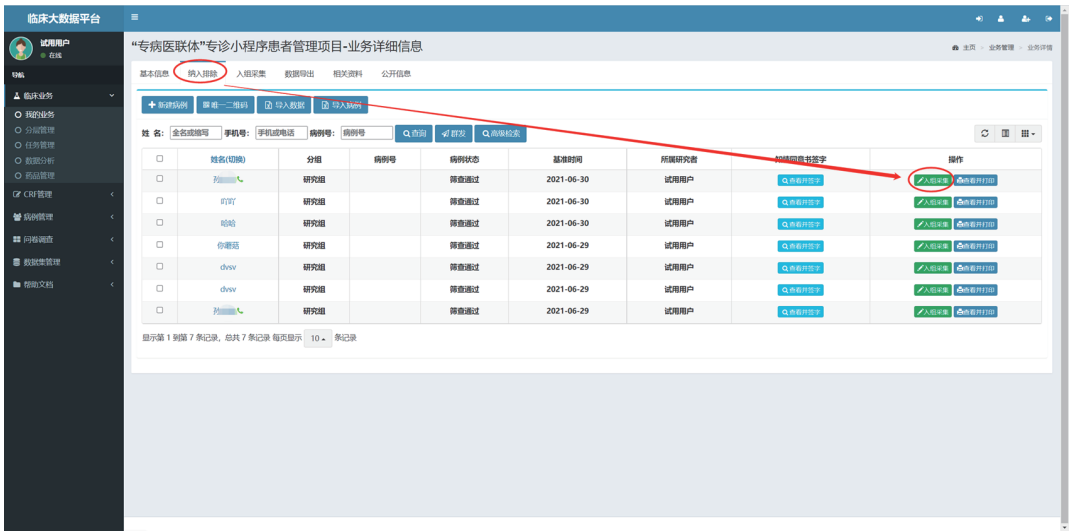 临床大数据平台
试用用户
在线
导航
临床业务
我的业务
分层管理
任务管理
数据分析
药品管理
CRF管理
病例管理
问卷调查
数据集管理
帮助文档
“专病医联体”专诊小程序患者管理项目-业务详细信息
主页 > 业务管理 > 业务详情
基本信息 纳入排除 入组采集 数据导出 相关资料 公开信息
新建病例 唯一二维码 导入数据 导入病例
姓 名: 全名或缩写 手机号: 手机或电话 病例号: 病例号 查询 群发 高级检索
姓名(切换) 分组 病例号 病例状态 基准时间 所属研究者 知情同意书签字 操作
孙 研究组 筛查通过 2021-06-30 试用用户 查看并签字 入组采集 查看并打印
吖吖 研究组 筛查通过 2021-06-30 试用用户 查看并签字 入组采集 查看并打印
哈哈 研究组 筛查通过 2021-06-30 试用用户 查看并签字 入组采集 查看并打印
你蘑菇 研究组 筛查通过 2021-06-29 试用用户 查看并签字 入组采集 查看并打印
dvsv 研究组 筛查通过 2021-06-29 试用用户 查看并签字 入组采集 查看并打印
dvsv 研究组 筛查通过 2021-06-29 试用用户 查看并签字 入组采集 查看并打印
孙 研究组 筛查通过 2021-06-29 试用用户 查看并签字 入组采集 查看并打印
显示第 1 到第 7 条记录，总共 7 条记录 每页显示 10 条记录